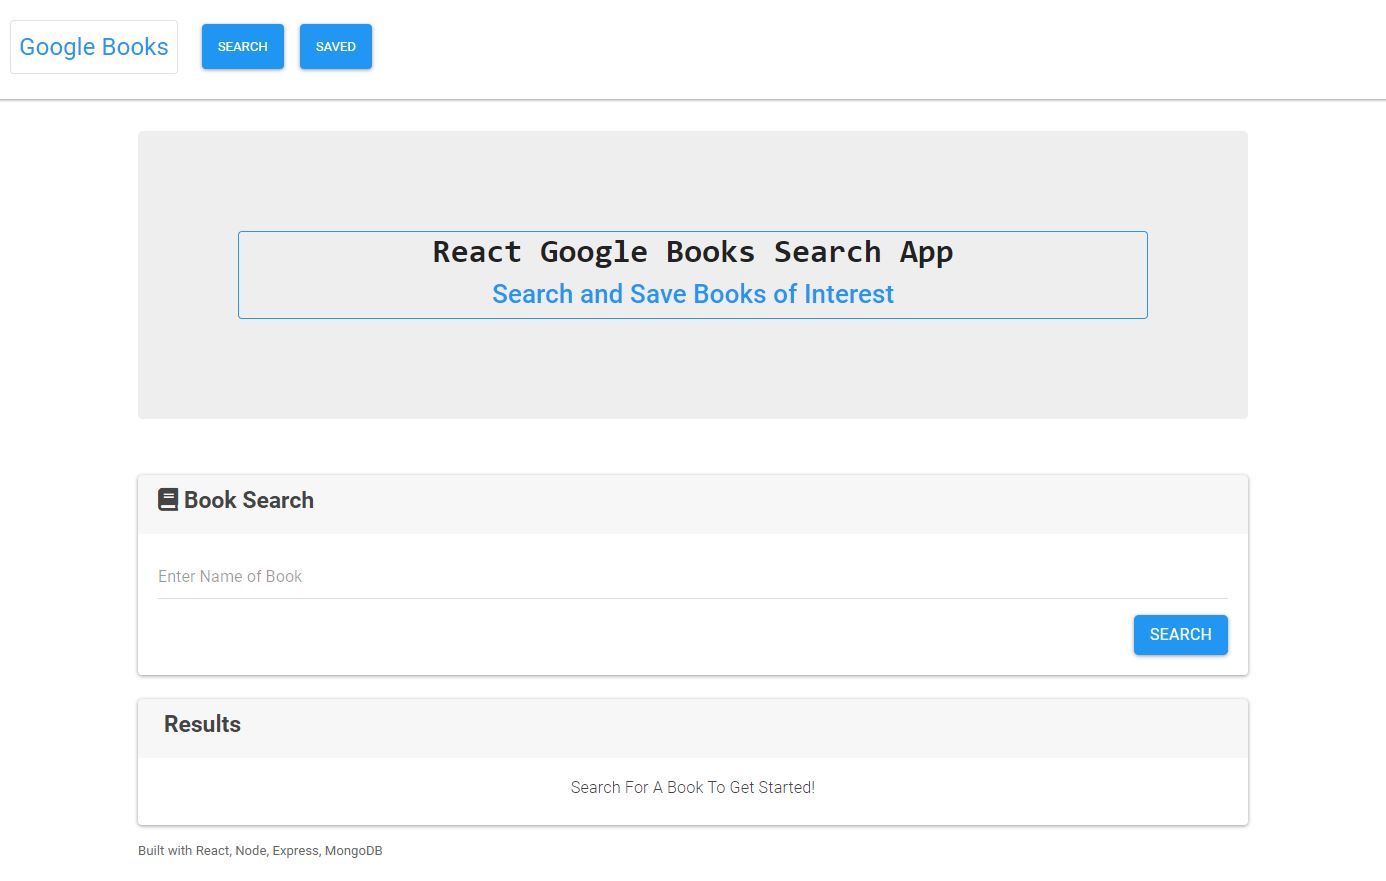 Google Books
SEARCH
SAVED
React Google Books Search App
Search and Save Books of Interest
Book Search
Enter Name of Book
SEARCH
Results
Search For A Book To Get Started!
Built with React, Node, Express, MongoDB